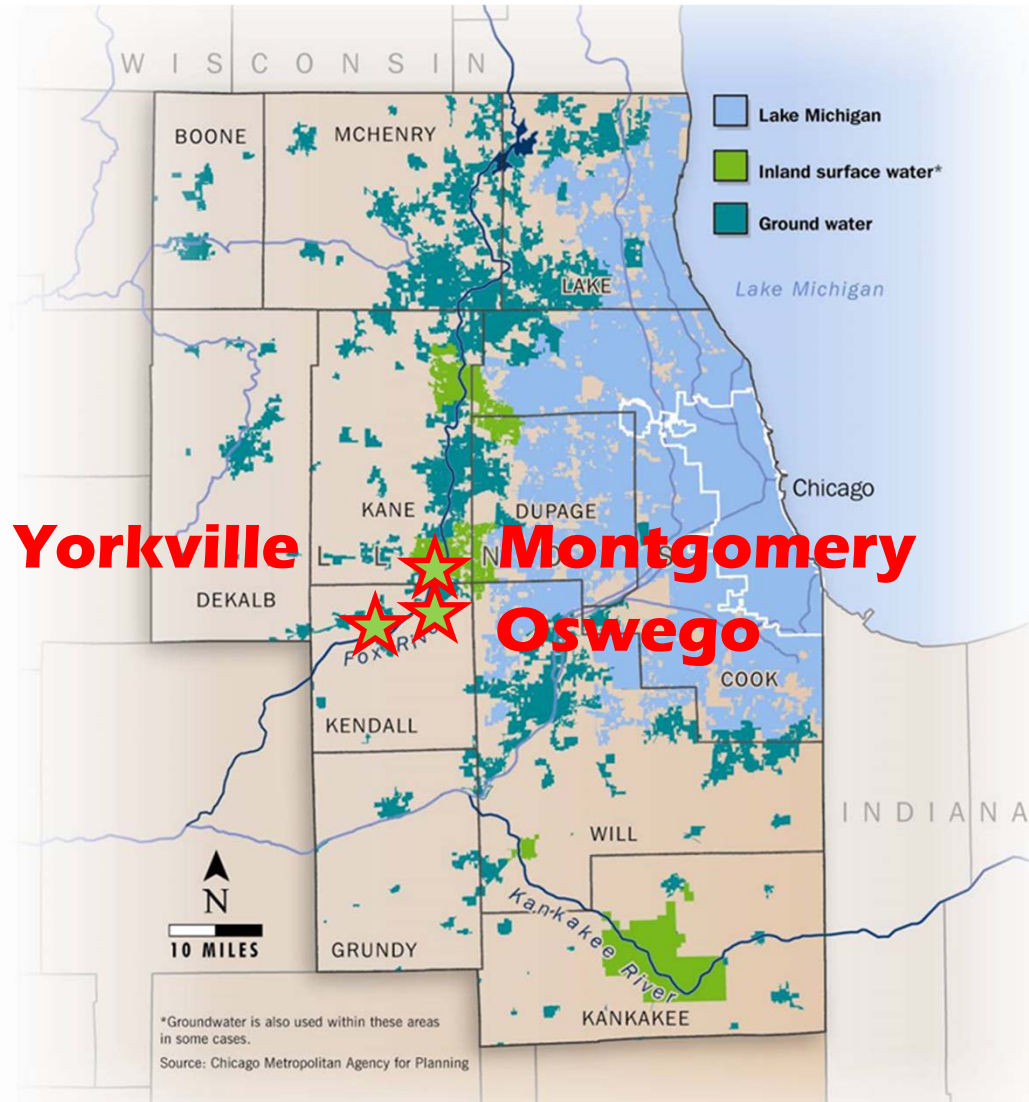 WISCONSIN
BOONE
MCHENRY
Lake Michigan
Inland surface water*
Ground water
LAKE
Lake Michigan
Chicago
KANE
DUPAGE
Yorkville
ILLINOIS
Montgomery
DEKALB
Oswego
Fox River
COOK
KENDALL
INDIANA
WILL
N
10 MILES
Kankakee River
GRUNDY
KANKAKEE
*Groundwater is also used within these areas
in some cases.
Source: Chicago Metropolitan Agency for Planning